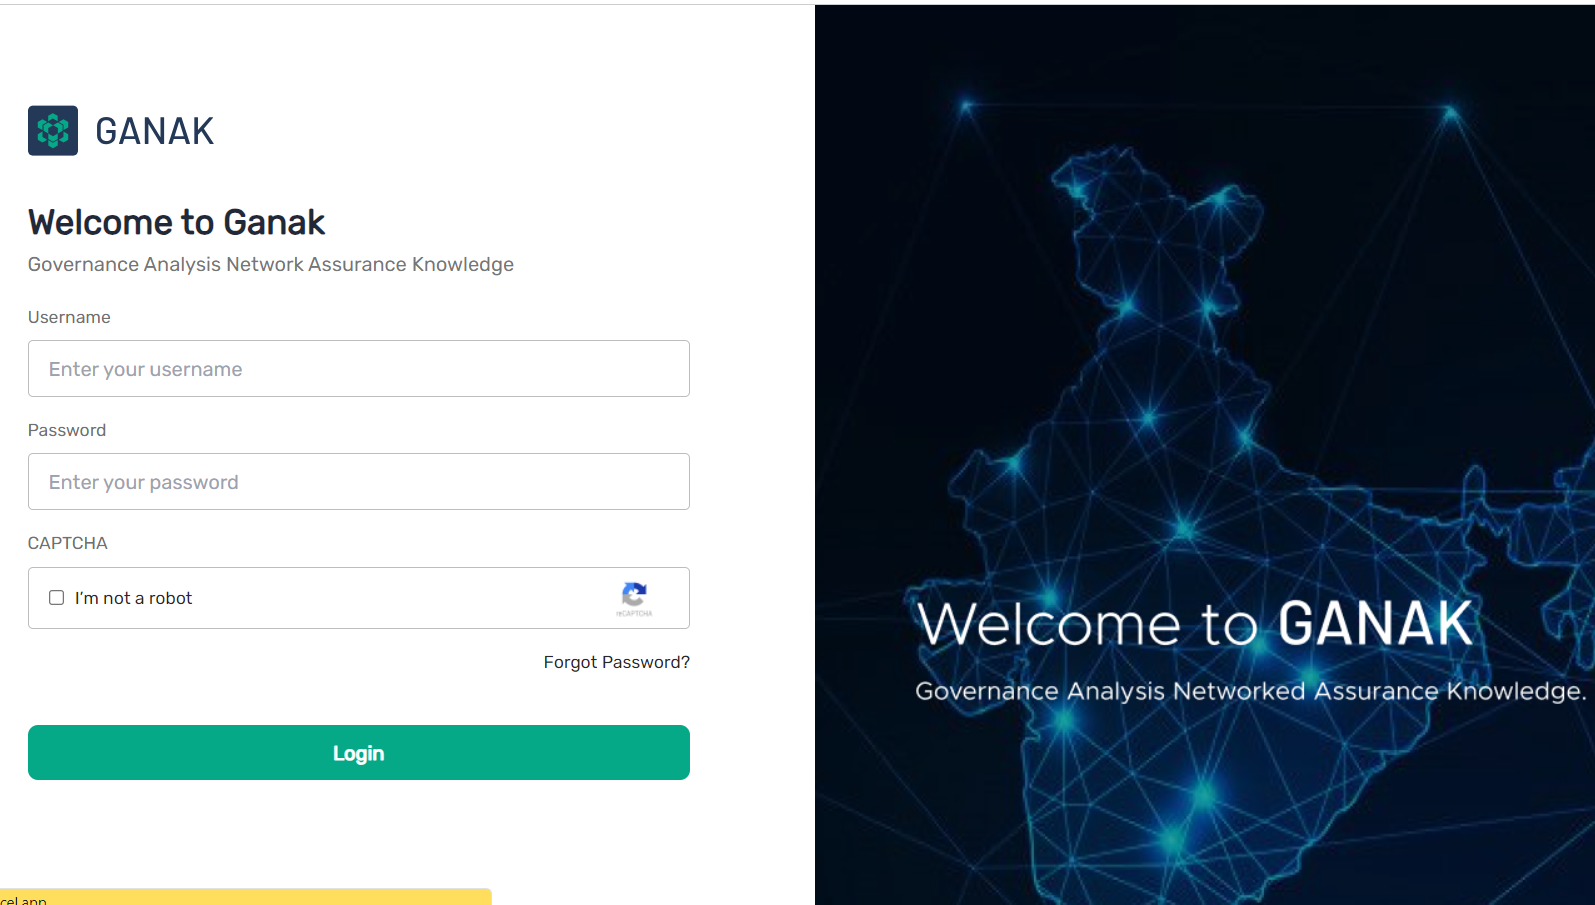 GANAK
Welcome to Ganak
Governance Analysis Network Assurance Knowledge
Username
Enter your username
Password
Enter your password
CAPTCHA
I'm not a robot
reCAPTCHA
Forgot Password?
Login
Welcome to GANAK
Governance Analysis Networked Assurance Knowledge.
cel.app